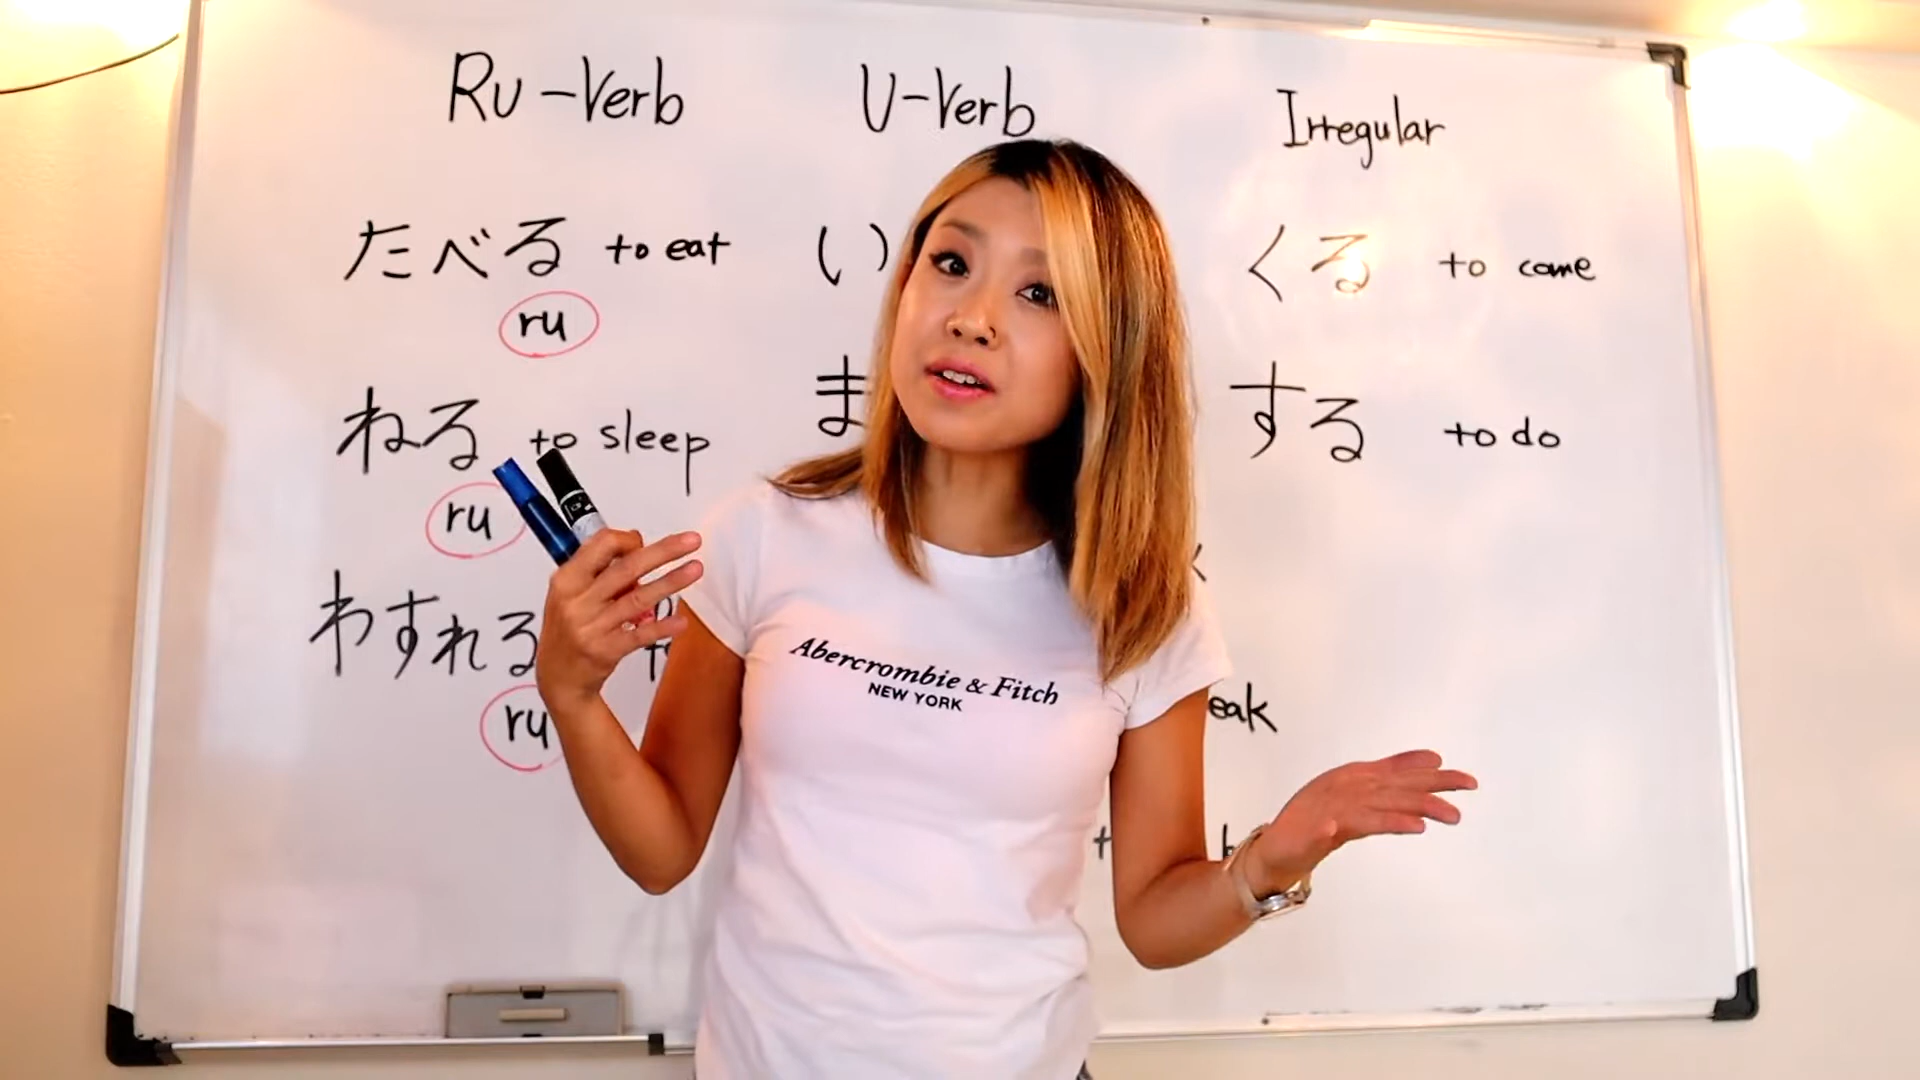 Ru-Verb
U-Verb
Irregular
たべる to eat
ru
ねる to sleep
ru
わすれる
ru
い
ま
くる to come
する to do
eak
Abercrombie & Fitch
NEW YORK